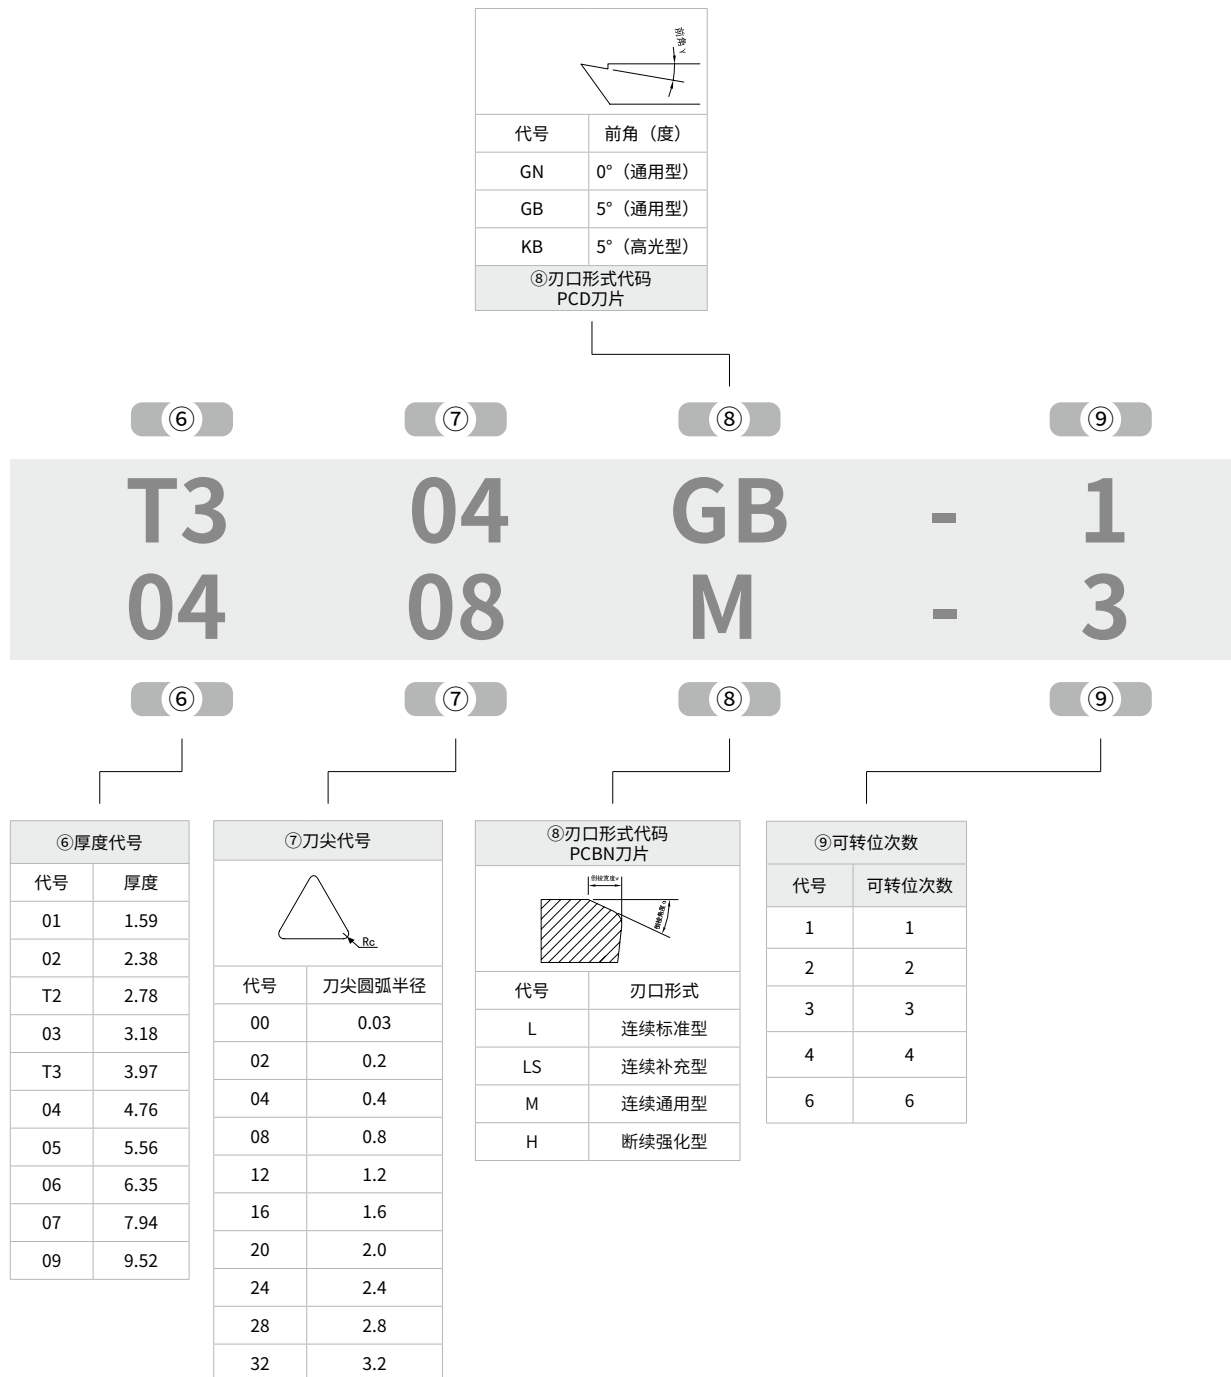 前角 γ
代号 前角（度）
GN 0°（通用型）
GB 5°（通用型）
KB 5°（高光型）
⑧刃口形式代码
PCD刀片
⑥ ⑦ ⑧ ⑨
T3 04 GB - 1
04 08 M - 3
⑥ ⑦ ⑧ ⑨
⑥厚度代号
代号 厚度
01 1.59
02 2.38
T2 2.78
03 3.18
T3 3.97
04 4.76
05 5.56
06 6.35
07 7.94
09 9.52
⑦刀尖代号
Rc
代号 刀尖圆弧半径
00 0.03
02 0.2
04 0.4
08 0.8
12 1.2
16 1.6
20 2.0
24 2.4
28 2.8
32 3.2
⑧刃口形式代码
PCBN刀片
倒棱宽度w
倒棱角度α
代号 刃口形式
L 连续标准型
LS 连续补充型
M 连续通用型
H 断续强化型
⑨可转位次数
代号 可转位次数
1 1
2 2
3 3
4 4
6 6